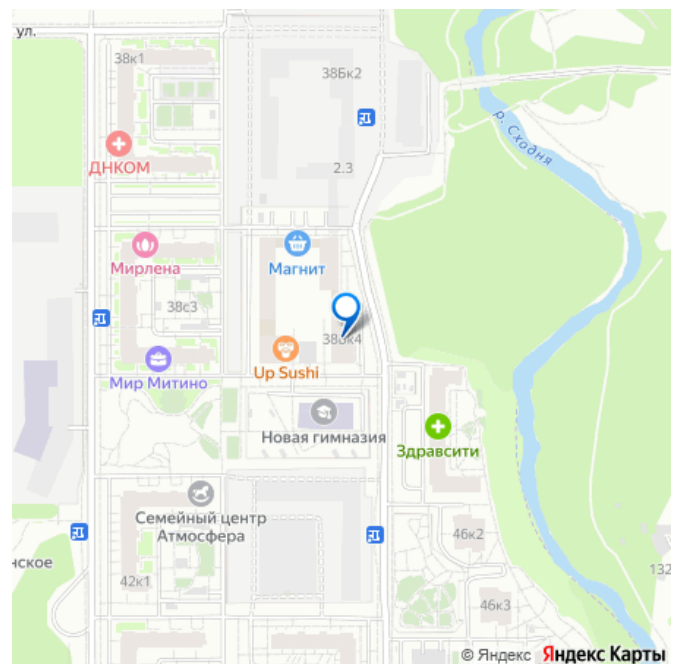 ул.
38к1
38Бк2
р. Сходня
ДНКОМ
2.3
Мирлена
Магнит
38с3
38Бк4
Up Sushi
Мир Митино
Новая гимназия
Здравсити
Семейный центр
Атмосфера
46к2
нское
132
42к1
46к3
© Яндекс Яндекс Карты